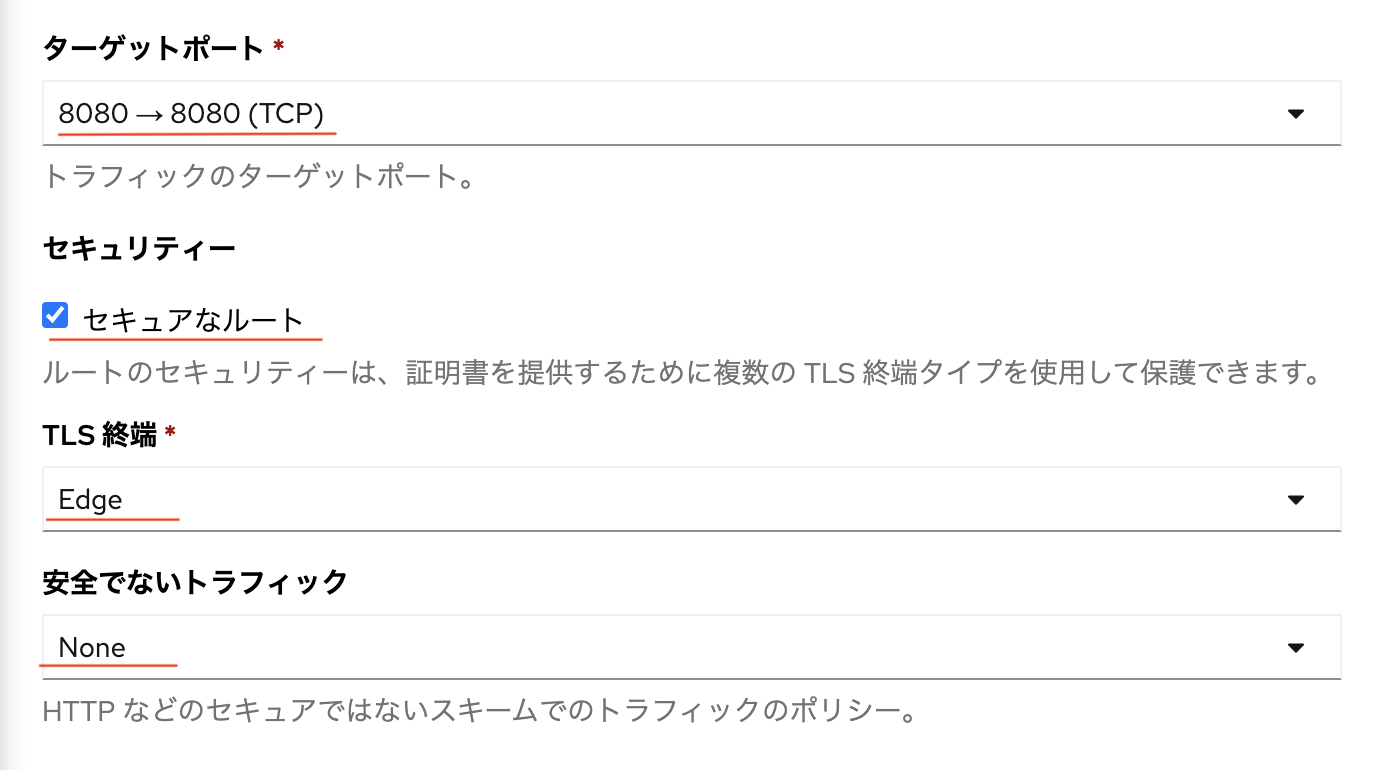 ターゲットポート *
8080 → 8080 (TCP)
トラフィックのターゲットポート。
セキュリティー
セキュアなルート
ルートのセキュリティーは、証明書を提供するために複数の TLS 終端タイプを使用して保護できます。
TLS 終端 *
Edge
安全でないトラフィック
None
HTTP などのセキュアではないスキームでのトラフィックのポリシー。